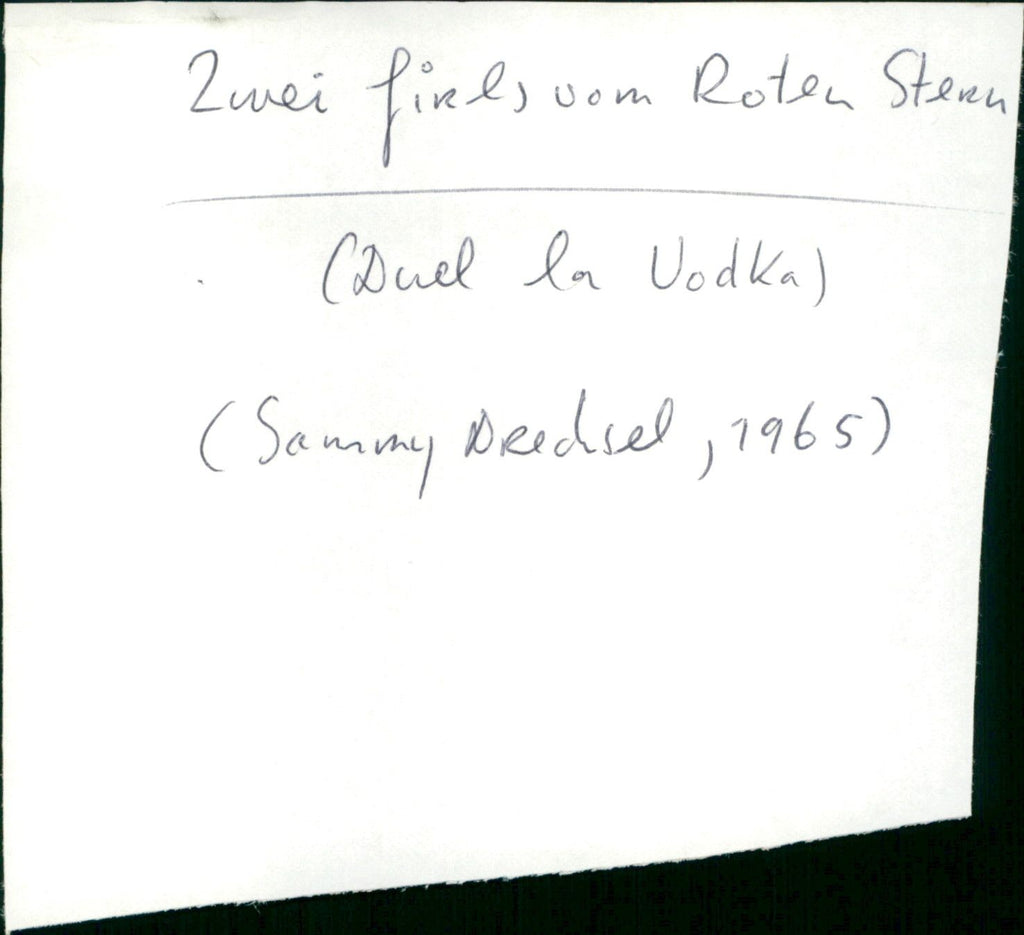 Zwei Girls vom Roten Stern
(Duel la Vodka)
(Sammy Drechsel, 1965)